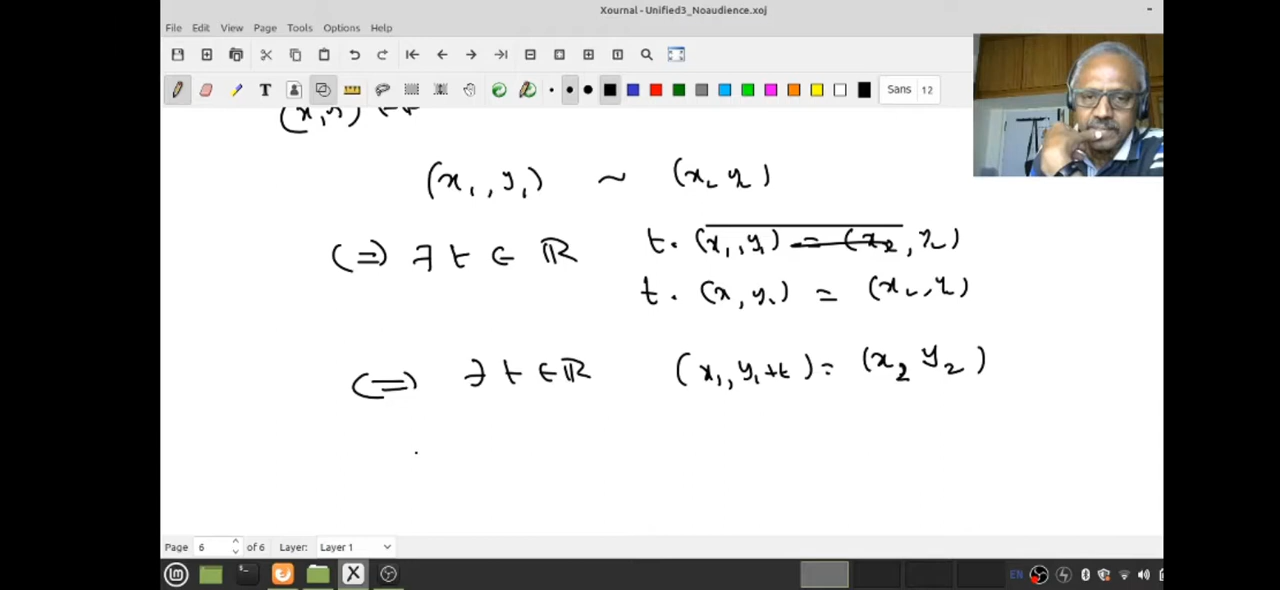 Xournal - Unified3_Noaudience.xoj
File Edit View Page Tools Options Help
Sans 12
(x₁, y₁) ~ (x₂ y₂)
⟺ ∃ t ∈ ℝ t. (x₁, y₁) = (x₂, y₂)
t. (x, y₁) = (x₂, y₂)
⟺ ∃ t ∈ ℝ (x₁, y₁+t) = (x₂ y₂)
Page 6 of 6 Layer: Layer 1
EN